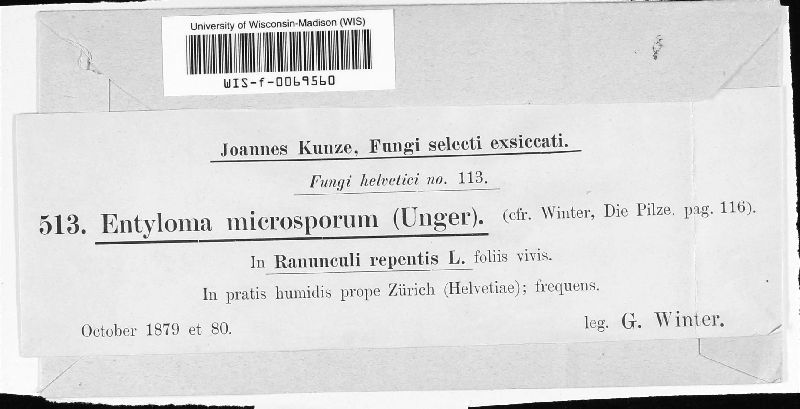 University of Wisconsin-Madison (WIS)
WIS-f-0069560
Joannes Kunze, Fungi selecti exsiccati.
Fungi helvetici no. 113.
513. Entyloma microsporum (Unger). (cfr. Winter, Die Pilze. pag. 116).
In Ranunculi repentis L. foliis vivis.
In pratis humidis prope Zürich (Helvetiae); frequens.
October 1879 et 80.
leg. G. Winter.